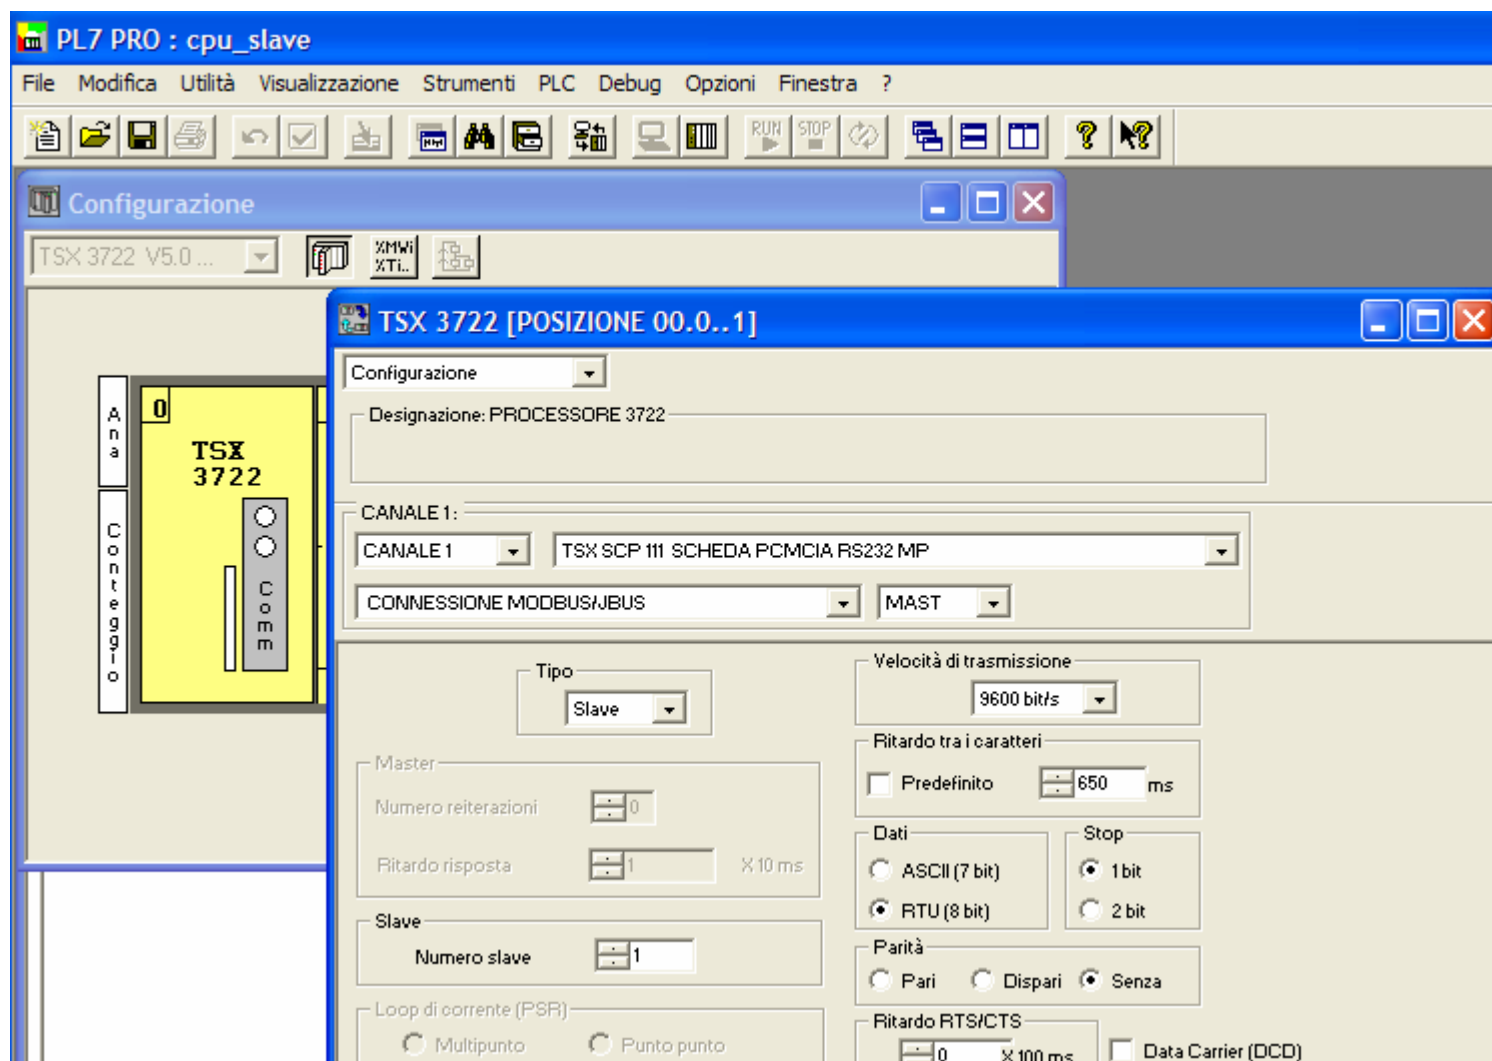 PL7 PRO : cpu_slave
File Modifica Utilità Visualizzazione Strumenti PLC Debug Opzioni Finestra ?
RUN STOP
Configurazione
TSX 3722 V5.0 ...
XMWi
XTi..
TSX 3722 [POSIZIONE 00.0..1]
Configurazione
Designazione: PROCESSORE 3722
Ana
0
TSX
3722
Conteggio
Comm
CANALE 1:
CANALE 1 TSX SCP 111 SCHEDA PCMCIA RS232 MP
CONNESSIONE MODBUS/JBUS MAST
Tipo
Slave
Velocità di trasmissione
9600 bit/s
Ritardo tra i caratteri
Predefinito 650 ms
Master
Numero reiterazioni 0
Ritardo risposta 1 X 10 ms
Dati
ASCII (7 bit)
RTU (8 bit)
Stop
1 bit
2 bit
Slave
Numero slave 1
Parità
Pari Dispari Senza
Loop di corrente (PSR)
Multipunto Punto punto
Ritardo RTS/CTS
0 X 100 ms Data Carrier (DCD)